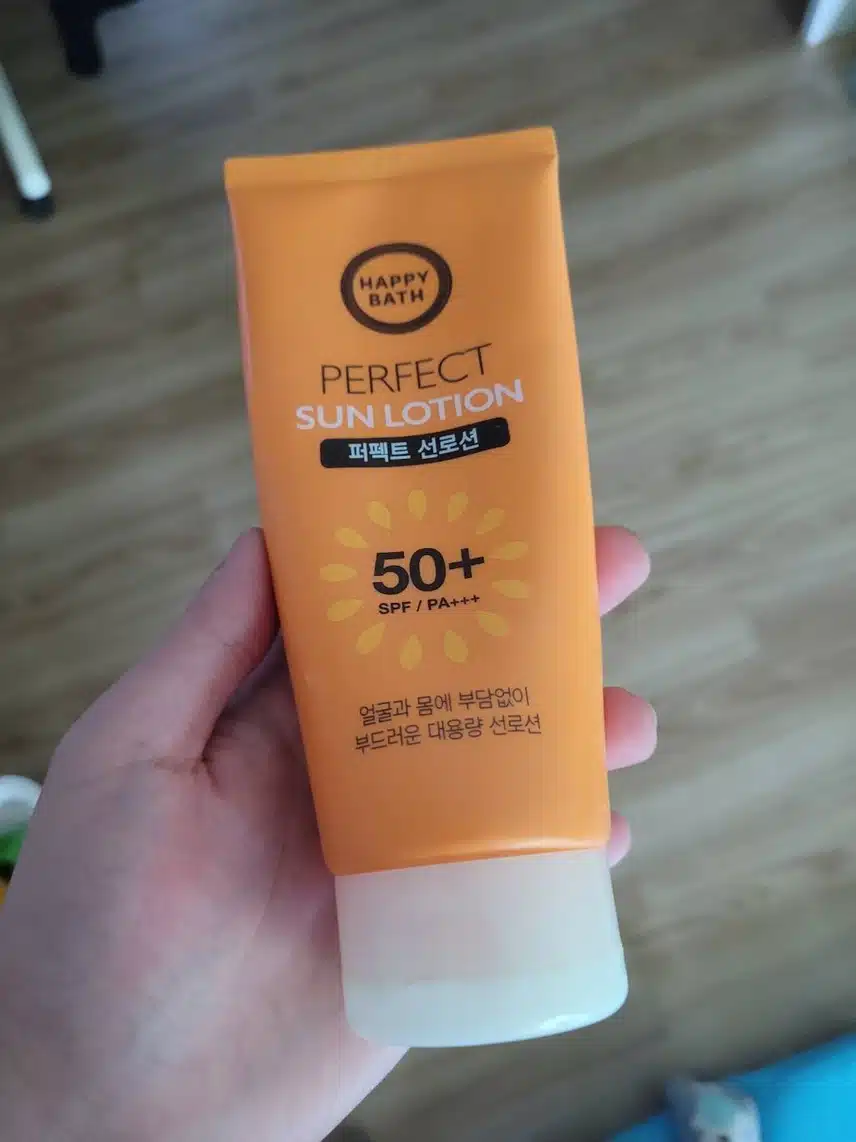 HAPPY
BATH
PERFECT
SUN LOTION
퍼펙트 선로션
50+
SPF / PA+++
얼굴과 몸에 부담없이
부드러운 대용량 선로션